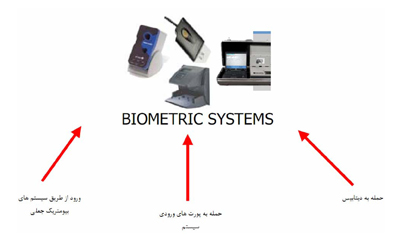 BIOMETRIC SYSTEMS
ورود از طریق سیستم های
بیومتریک جعلی
حمله به پورت های ورودی
سیستم
حمله به دیتابیس